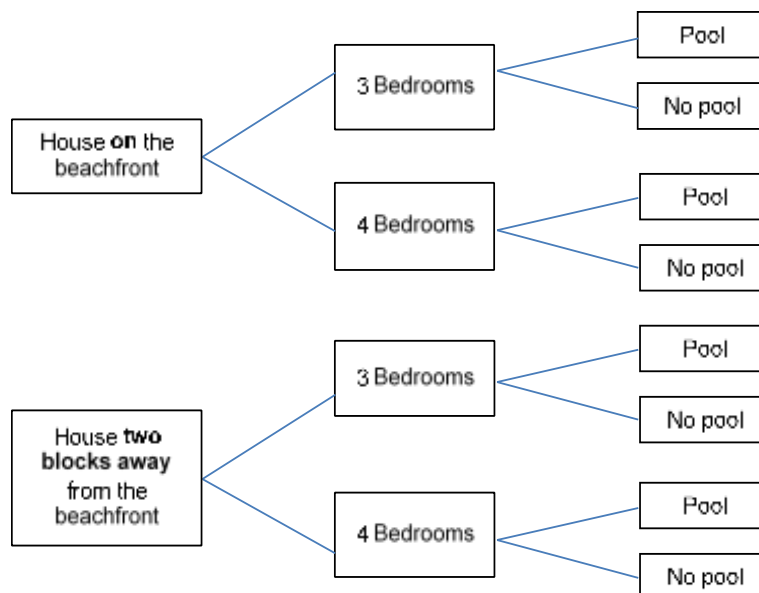 House on the
beachfront
3 Bedrooms
Pool
No pool
4 Bedrooms
Pool
No pool
House two
blocks away
from the
beachfront
3 Bedrooms
Pool
No pool
4 Bedrooms
Pool
No pool